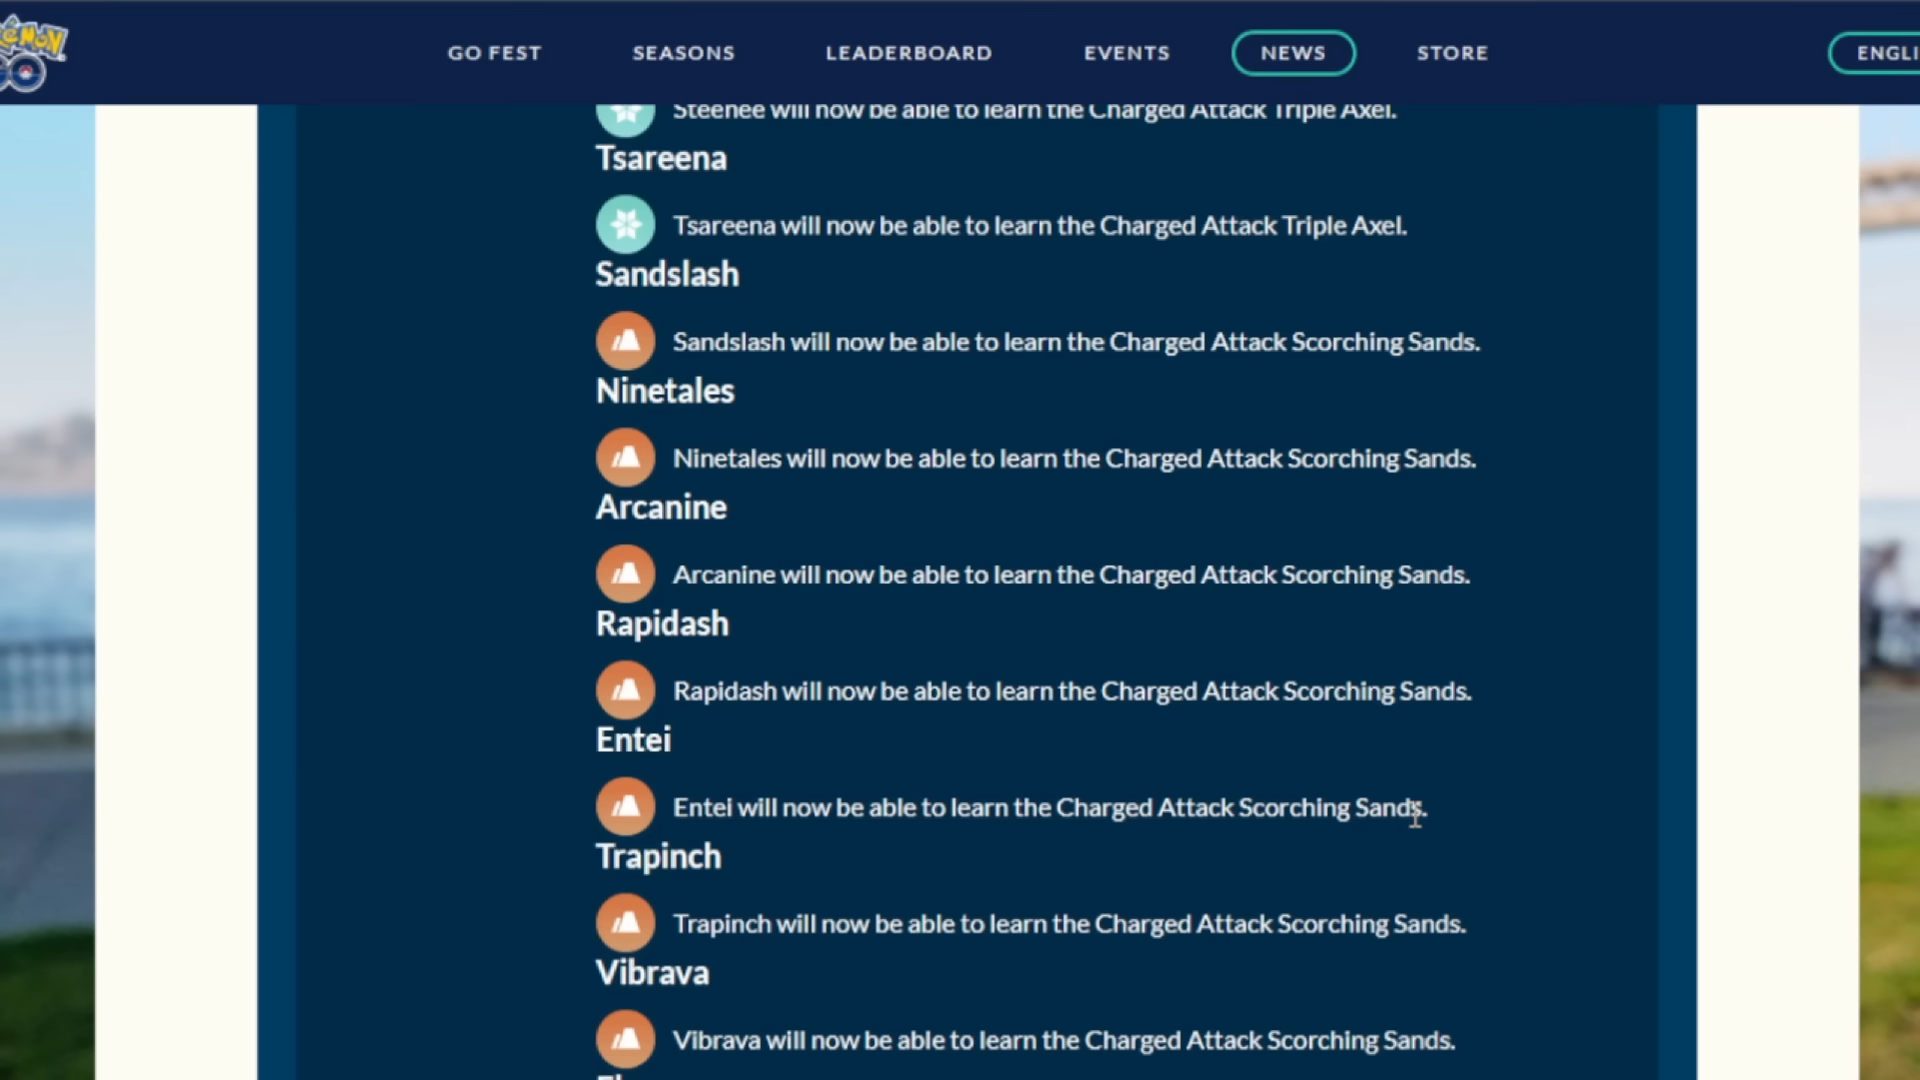 GO FEST SEASONS LEADERBOARD EVENTS NEWS STORE
Steenee will now be able to learn the Charged Attack Triple Axel.
Tsareena
Tsareena will now be able to learn the Charged Attack Triple Axel.
Sandslash
Sandslash will now be able to learn the Charged Attack Scorching Sands.
Ninetales
Ninetales will now be able to learn the Charged Attack Scorching Sands.
Arcanine
Arcanine will now be able to learn the Charged Attack Scorching Sands.
Rapidash
Rapidash will now be able to learn the Charged Attack Scorching Sands.
Entei
Entei will now be able to learn the Charged Attack Scorching Sands.
Trapinch
Trapinch will now be able to learn the Charged Attack Scorching Sands.
Vibrava
Vibrava will now be able to learn the Charged Attack Scorching Sands.